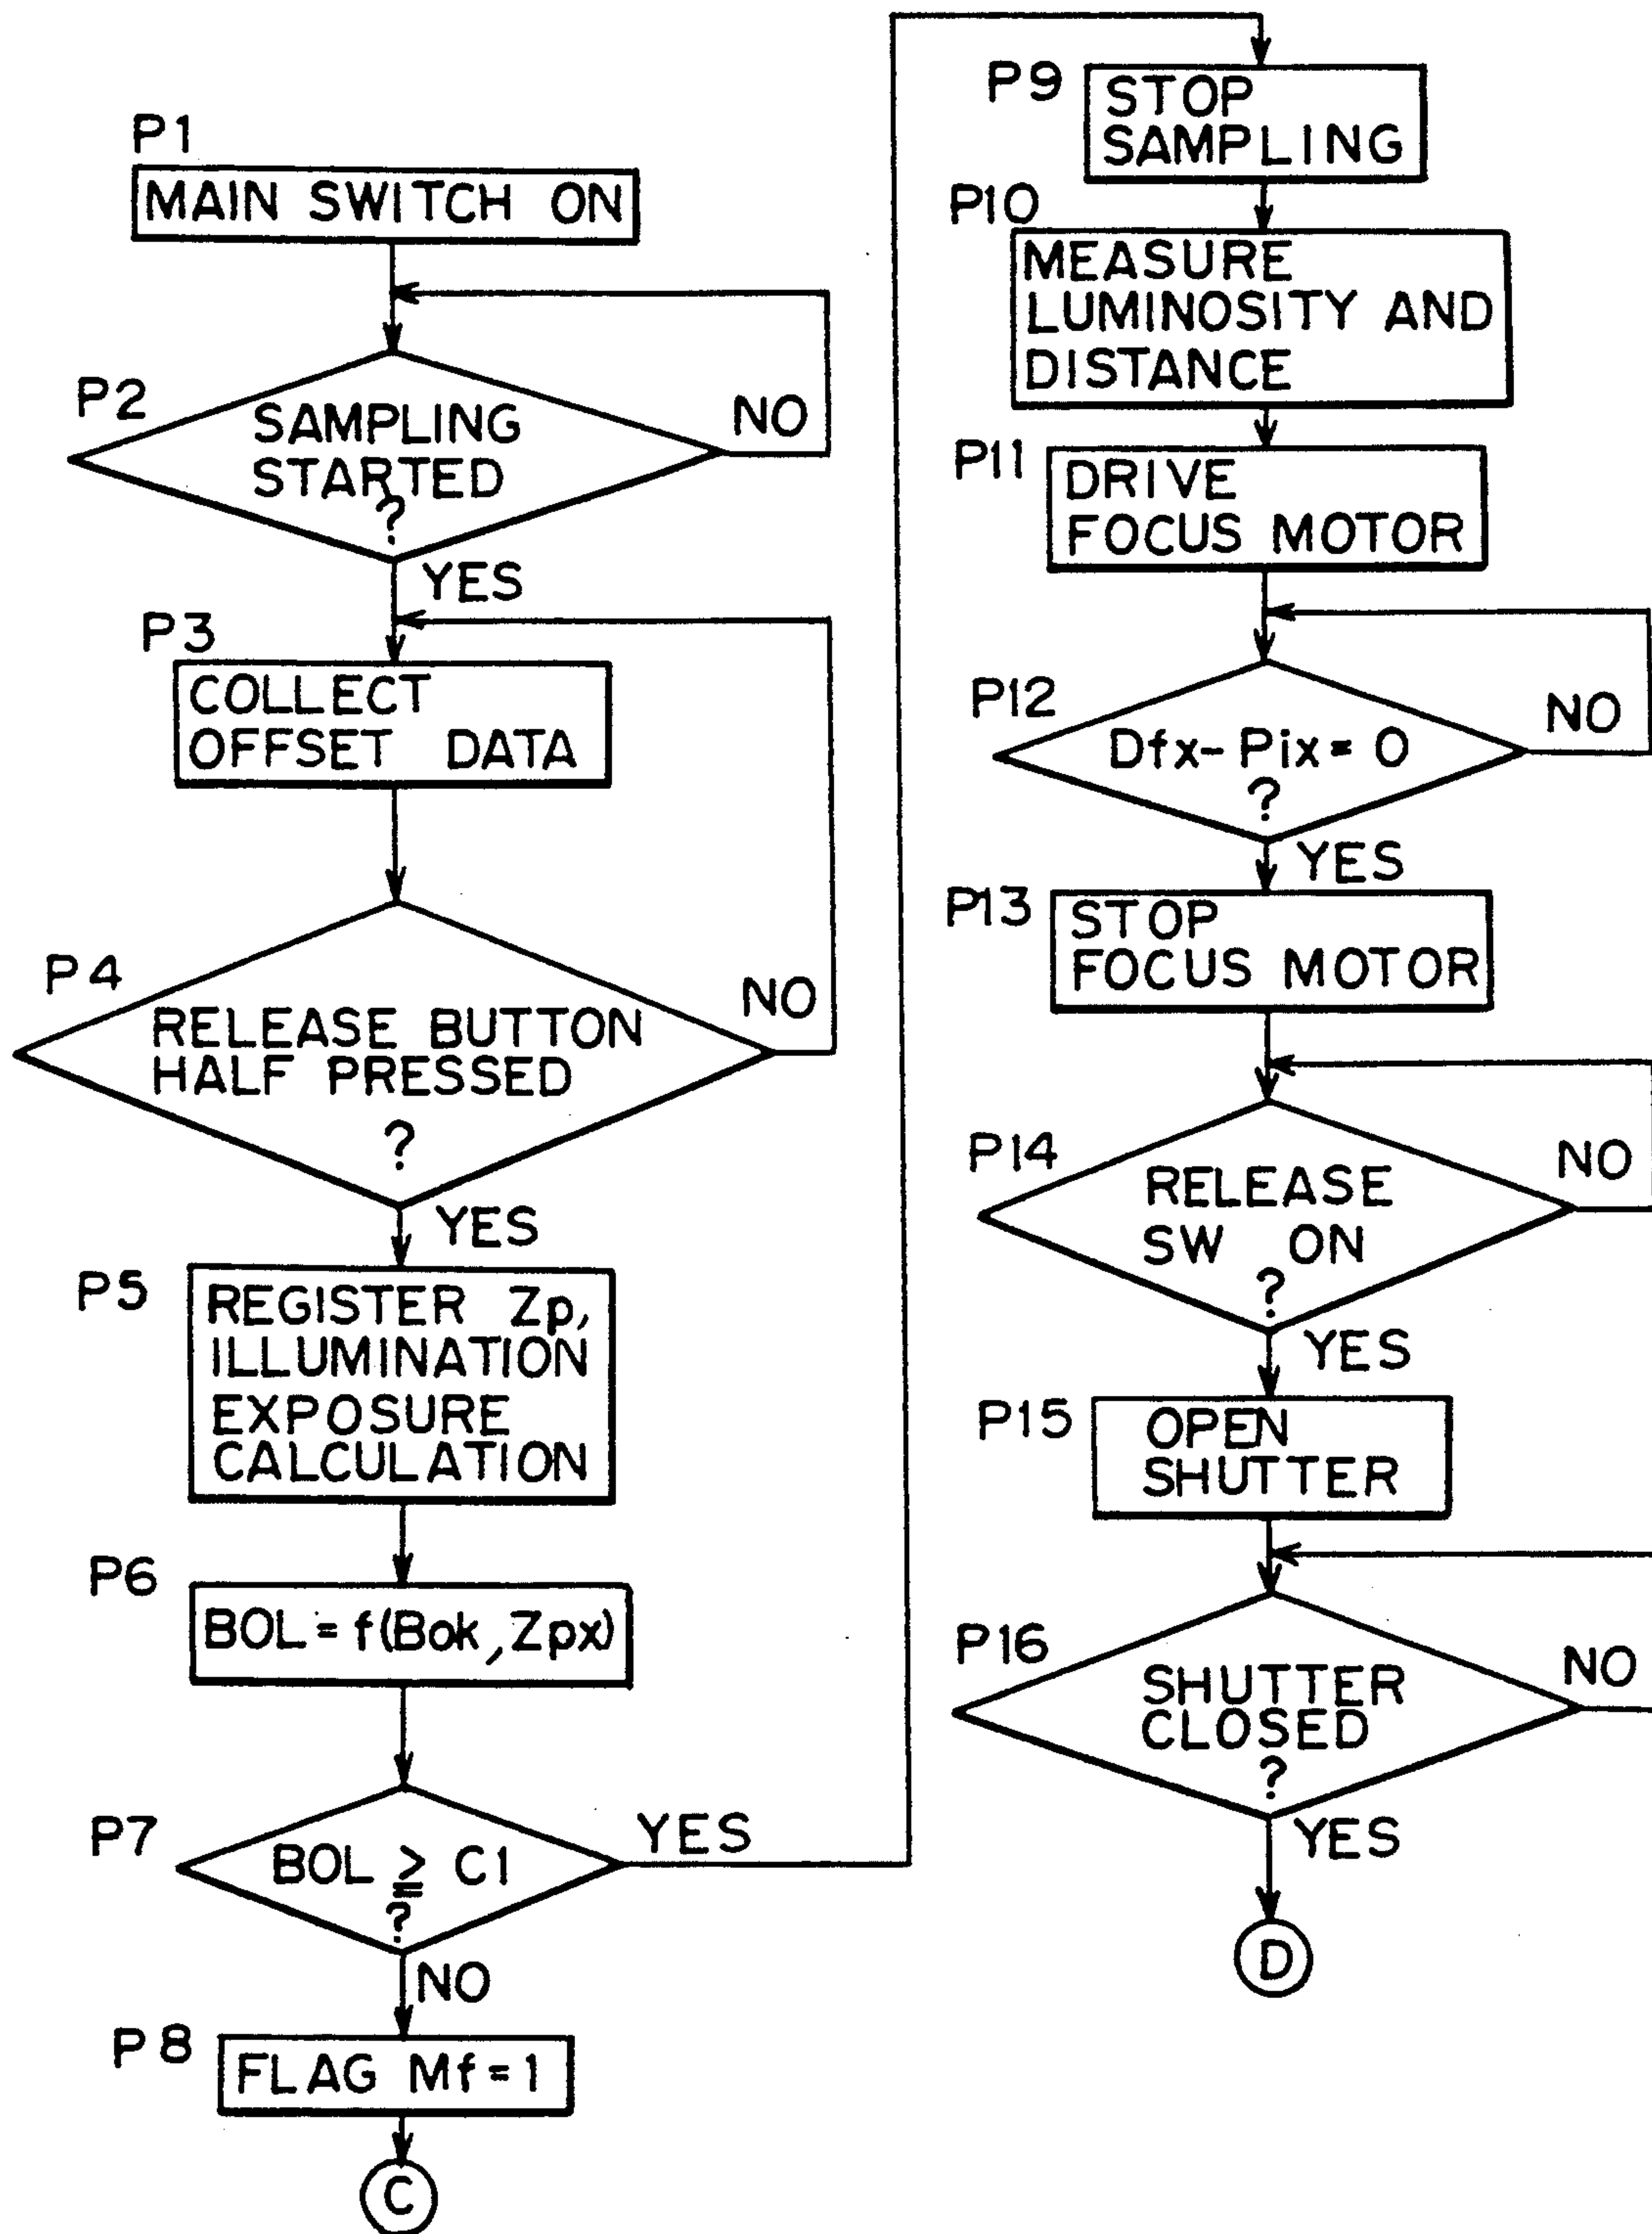 P1
MAIN SWITCH ON
P2
SAMPLING
STARTED
?
NO
YES
P3
COLLECT
OFFSET DATA
P4
RELEASE BUTTON
HALF PRESSED
?
NO
YES
P5
REGISTER Zp,
ILLUMINATION
EXPOSURE
CALCULATION
P6
BOL = f(Bok, Zpx)
P7
BOL ≧ C1
?
YES
NO
P8
FLAG Mf = 1
C
P9
STOP
SAMPLING
P10
MEASURE
LUMINOSITY AND
DISTANCE
P11
DRIVE
FOCUS MOTOR
P12
Dfx - Pix = 0
?
NO
YES
P13
STOP
FOCUS MOTOR
P14
RELEASE
SW ON
?
NO
YES
P15
OPEN
SHUTTER
P16
SHUTTER
CLOSED
?
NO
YES
D